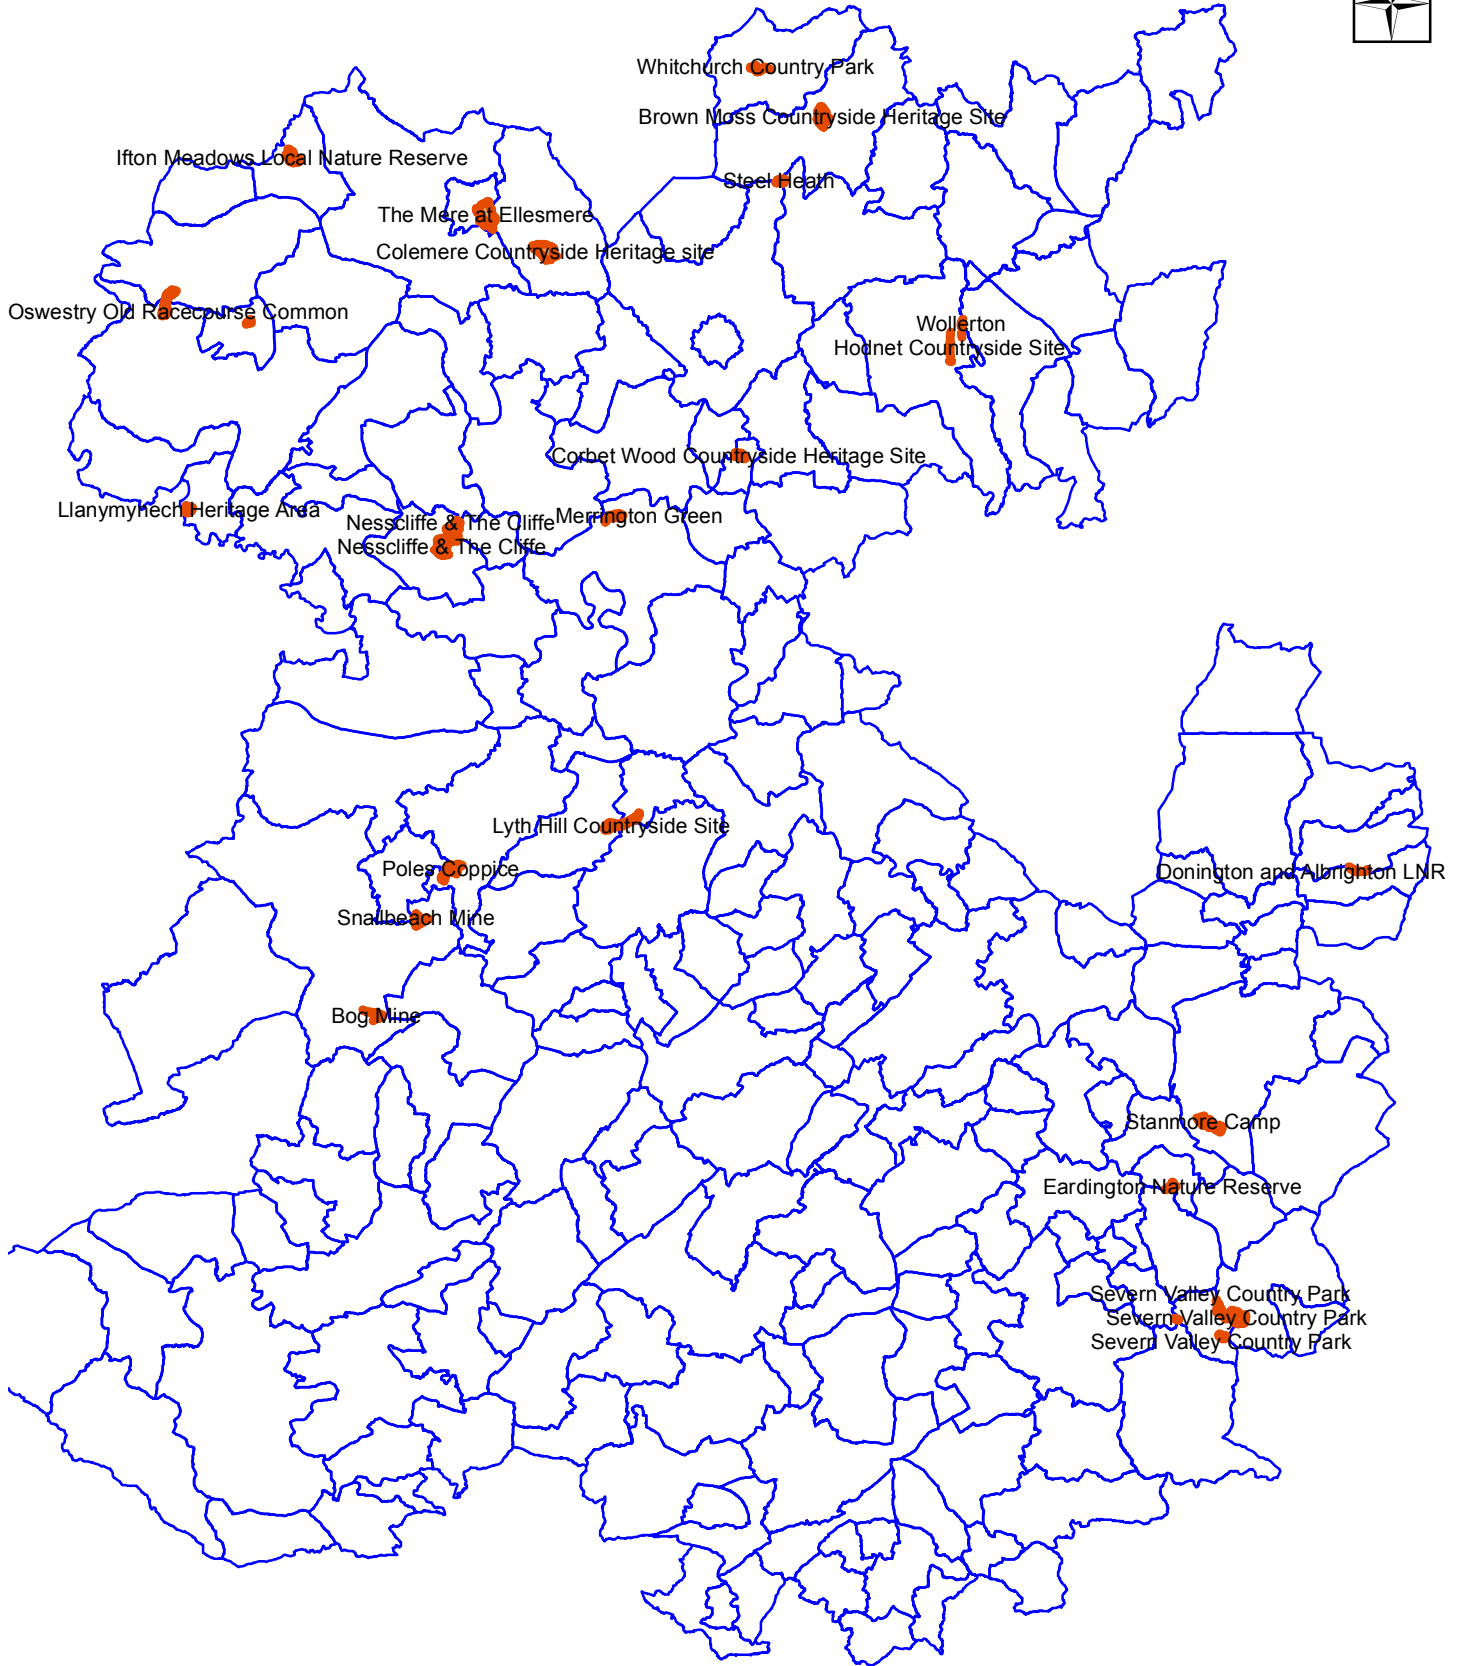 Whitchurch Country Park
Brown Moss Countryside Heritage Site
Ifton Meadows Local Nature Reserve
Steel Heath
The Mere at Ellesmere
Colemere Countryside Heritage site
Oswestry Old Racecourse Common
Wollerton
Hodnet Countryside Site
Corbet Wood Countryside Heritage Site
Llanymynech Heritage Area
Merrington Green
Nesscliffe & The Cliffe
Nesscliffe & The Cliffe
Lyth Hill Countryside Site
Poles Coppice
Donington and Albrighton LNR
Snailbeach Mine
Bog Mine
Stanmore Camp
Eardington Nature Reserve
Severn Valley Country Park
Severn Valley Country Park
Severn Valley Country Park